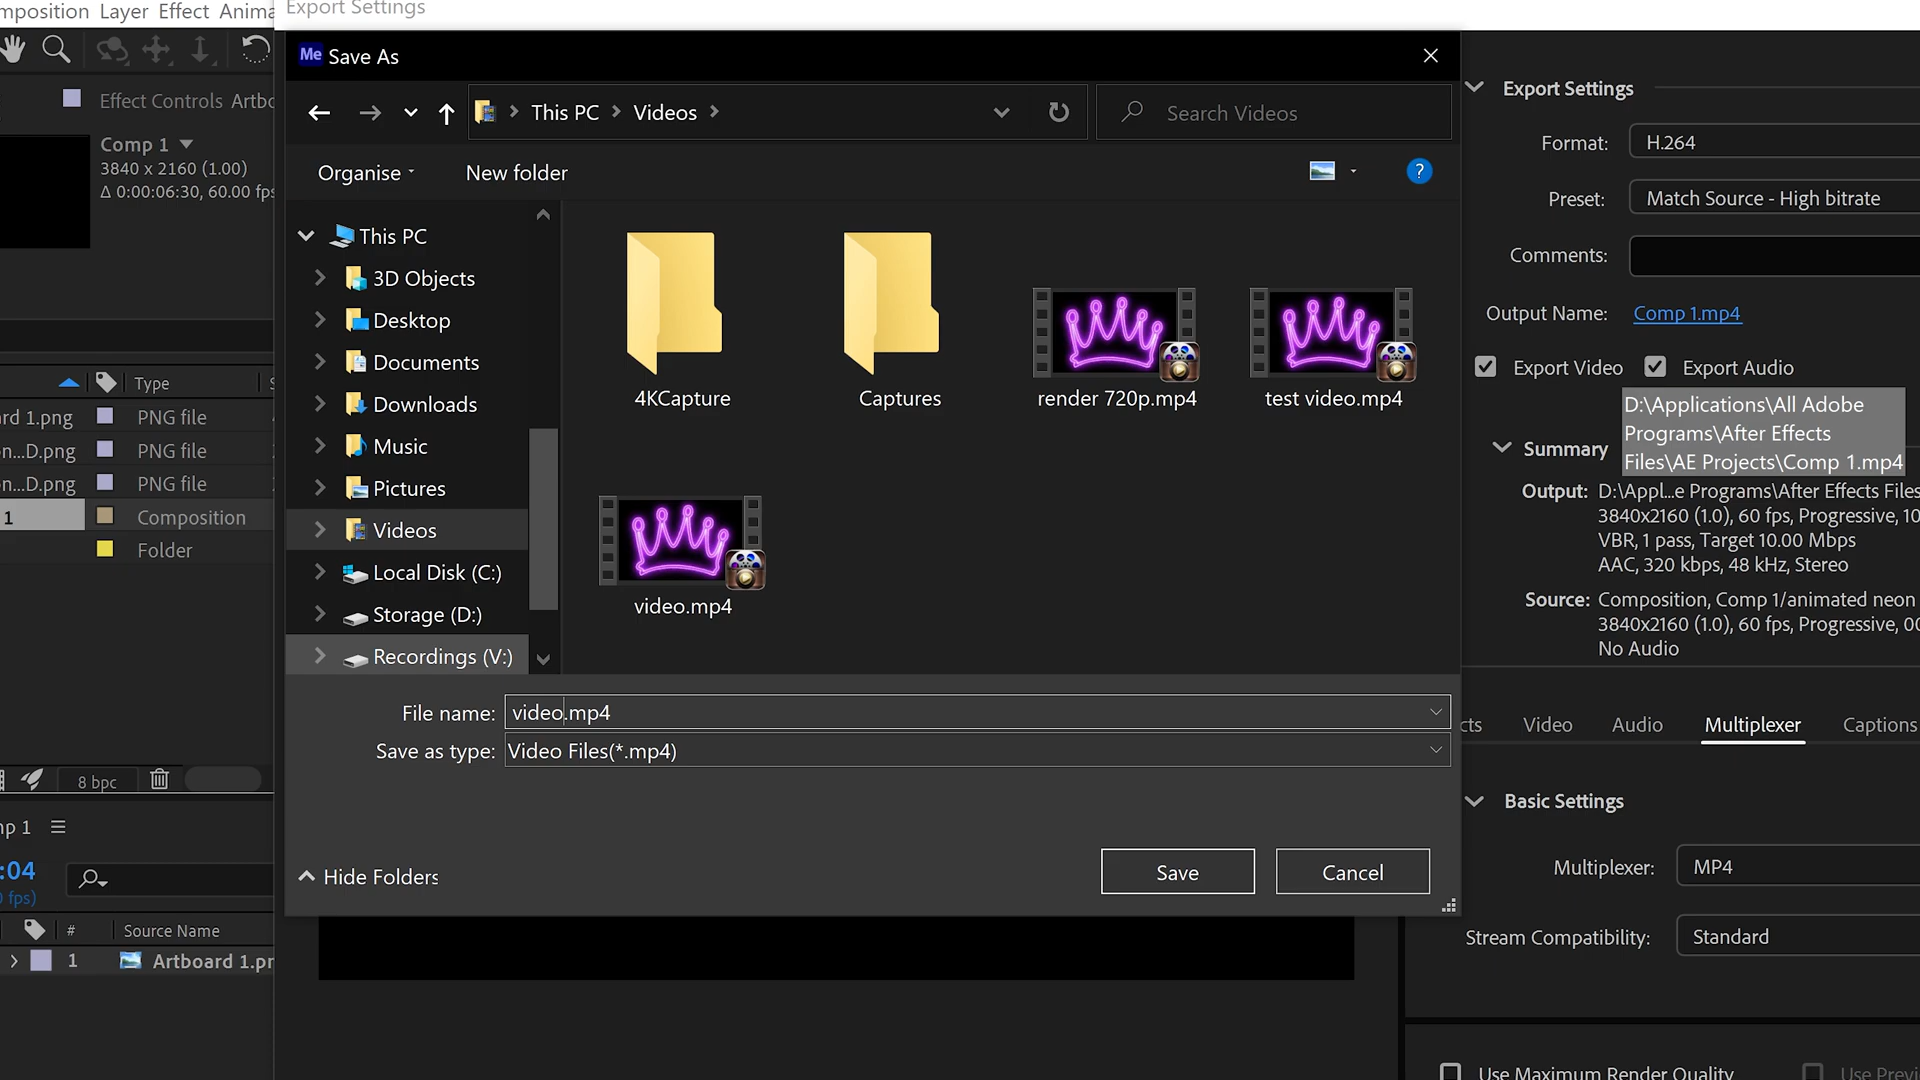 mposition Layer Effect Anima
Export Settings
Me Save As
This PC Videos
Search Videos
Organise
New folder
?
Effect Controls Artbo
Comp 1
3840 x 2160 (1.00)
Δ 0:00:06:30, 60.00 fps
This PC
3D Objects
Desktop
Documents
Downloads
Music
Pictures
Videos
Local Disk (C:)
Storage (D:)
Recordings (V:)
4KCapture
Captures
render 720p.mp4
test video.mp4
video.mp4
File name: video.mp4
Save as type: Video Files(*.mp4)
Hide Folders
Save
Cancel
Type
rd 1.png PNG file
n...D.png PNG file
n...D.png PNG file
1 Composition
Folder
8 bpc
np 1
:04
fps)
# Source Name
1 Artboard 1.pr
Export Settings
Format: H.264
Preset: Match Source - High bitrate
Comments:
Output Name: Comp 1.mp4
Export Video Export Audio
D:\Applications\All Adobe
Programs\After Effects
Files\AE Projects\Comp 1.mp4
Summary
Output: D:\Appl...e Programs\After Effects Files
3840x2160 (1.0), 60 fps, Progressive, 10
VBR, 1 pass, Target 10.00 Mbps
AAC, 320 kbps, 48 kHz, Stereo
Source: Composition, Comp 1/animated neon
3840x2160 (1.0), 60 fps, Progressive, 00
No Audio
cts Video Audio Multiplexer Captions
Basic Settings
Multiplexer: MP4
Stream Compatibility: Standard
Use Maximum Render Quality
Use Previ